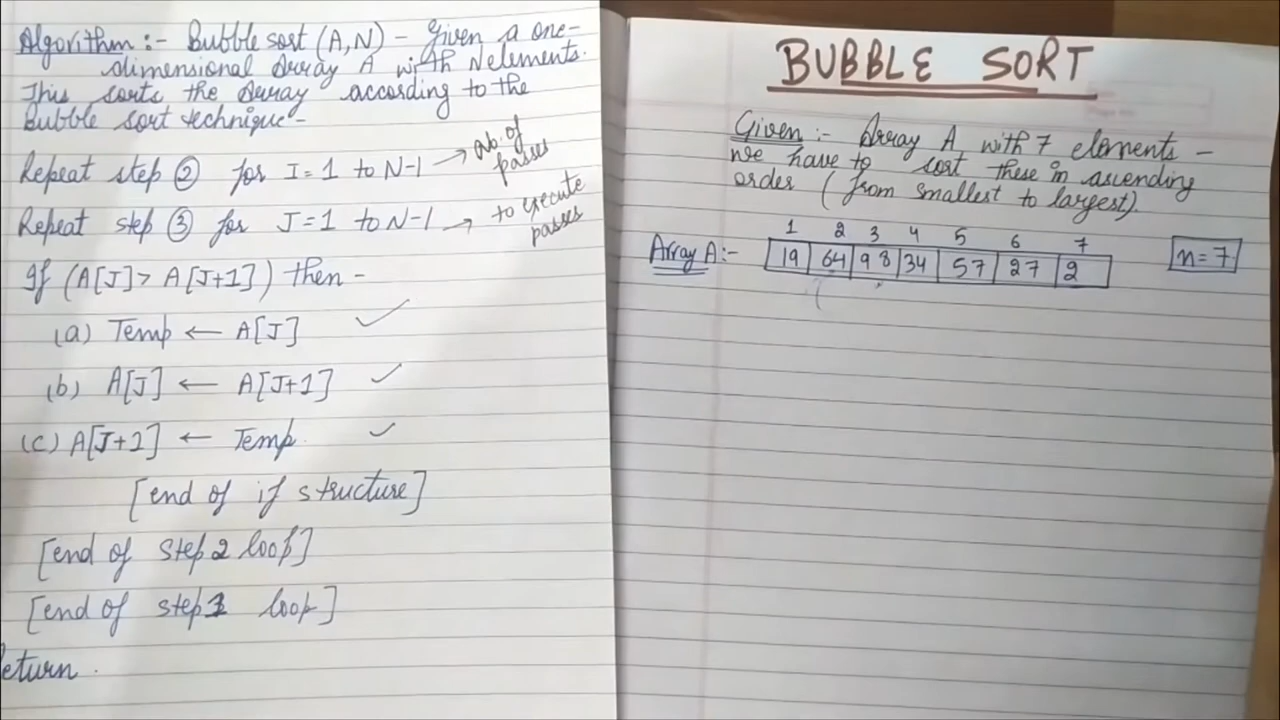 Algorithm :- Bubble sort (A,N) - Given a one-
dimensional Array A with N elements.
This sorts the Array according to the
Bubble sort technique -
Repeat step ② for I = 1 to N-1 → No. of
passes
Repeat step ③ for J = 1 to N-1 → to execute
passes
If (A[J] > A[J+1]) then -
(a) Temp ← A[J] ✓
(b) A[J] ← A[J+1] ✓
(c) A[J+1] ← Temp. ✓
[end of if structure]
[end of step 2 loop]
[end of step 1 loop]
eturn .
BUBBLE SORT
Given :- Array A with 7 elements -
we have to sort these in ascending
order (from smallest to largest).
1 2 3 4 5 6 7
Array A :- 19 64 98 34 57 27 2 n = 7